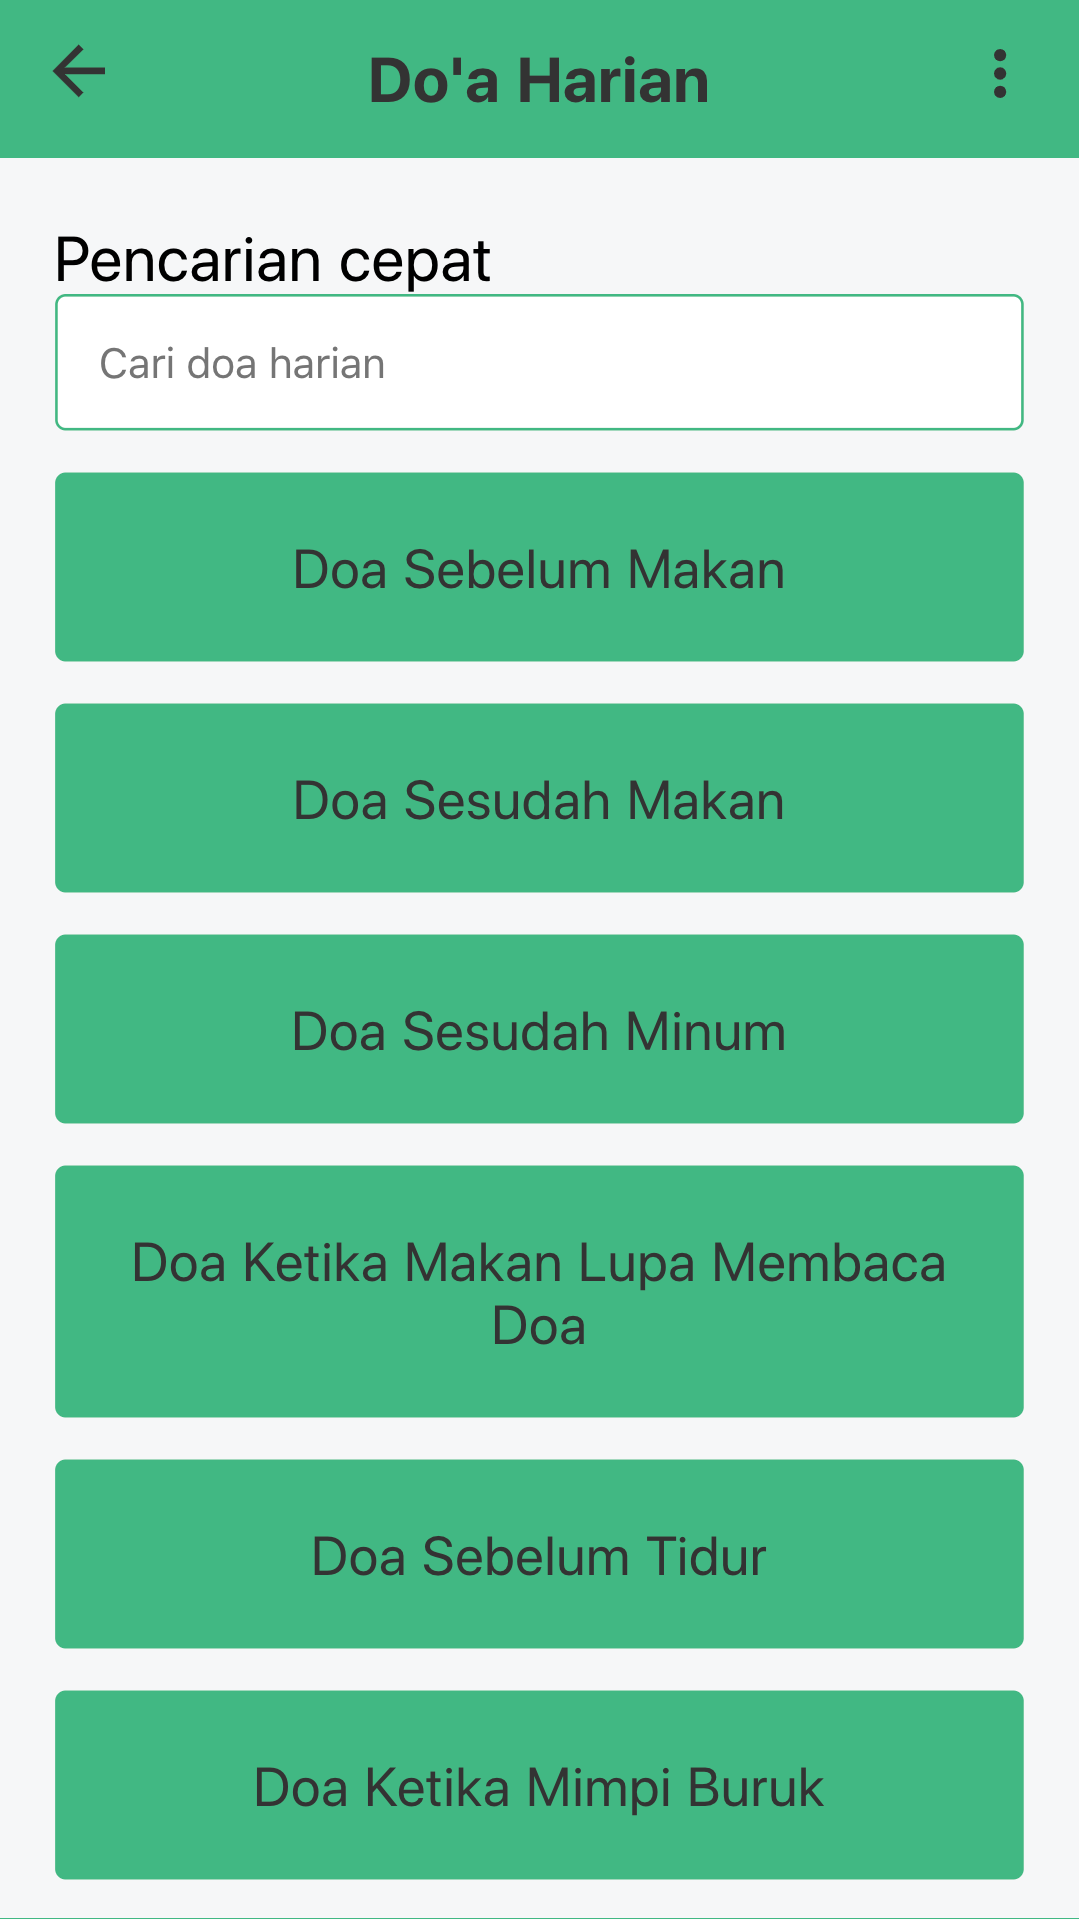 Do'a Harian
Pencarian cepat
Cari doa harian
Doa Sebelum Makan
Doa Sesudah Makan
Doa Sesudah Minum
Doa Ketika Makan Lupa Membaca
Doa
Doa Sebelum Tidur
Doa Ketika Mimpi Buruk